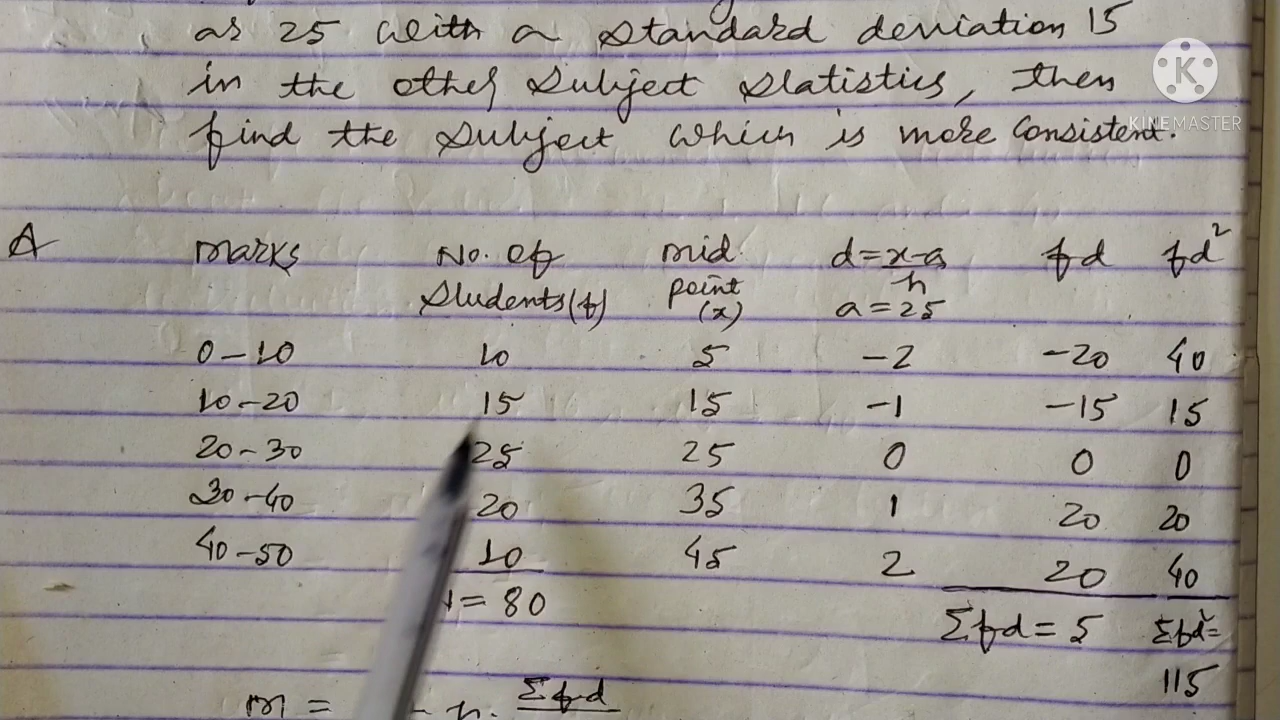 as 25 with a standard deviation 15
in the other subject statistics, then
find the subject which is more consistent.
K
KINEMASTER
A marks No. of students (f) mid point (x) d = x-a/h a = 25 fd fd²
0-10 10 5 -2 -20 40
10-20 15 15 -1 -15 15
20-30 25 25 0 0 0
30-40 20 35 1 20 20
40-50 10 45 2 20 40
= 80 Σfd = 5 Σfd² = 115
m = h. Σfd